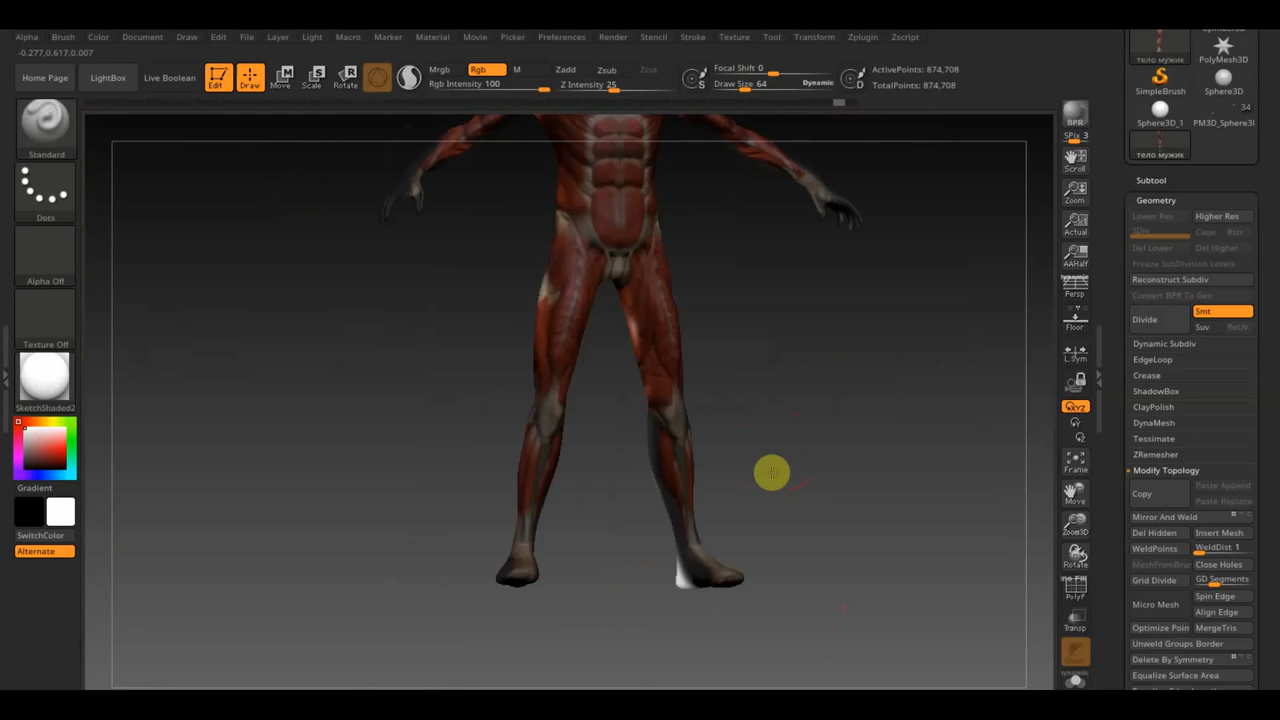 Alpha Brush Color Document Draw Edit File Layer Light Macro Marker Material Movie Picker Preferences Render Stencil Stroke Texture Tool Transform Zplugin Zscript
-0.277,0.617,0.007
Home Page LightBox Live Boolean Edit Draw Move Scale Rotate
Mrgb Rgb M Zadd Zsub Zcut
Rgb Intensity 100 Z Intensity 25
Focal Shift 0
Draw Size 64 Dynamic
ActivePoints: 874,708
TotalPoints: 874,708
Standard
Dots
Alpha Off
Texture Off
SketchShaded2
Gradient
SwitchColor
Alternate
BPR
SPix 3
Scroll
Zoom
Actual
AAHalf
Persp
Floor
L.Sym
XYZ
Frame
Move
Zoom3D
Rotate
PolyF
Transp
тело мужик PolyMesh3D
SimpleBrush Sphere3D
34
Sphere3D_1 PM3D_Sphere3I
тело мужик
Subtool
Geometry
Lower Res Higher Res
SDiv Cage Rstr
Del Lower Del Higher
Freeze SubDivision Levels
Reconstruct Subdiv
Convert BPR To Geo
Divide Smt
Suv ReUV
Dynamic Subdiv
EdgeLoop
Crease
ShadowBox
ClayPolish
DynaMesh
Tessimate
ZRemesher
Modify Topology
Copy Paste Append
Paste Replace
Mirror And Weld
Del Hidden Insert Mesh
WeldPoints WeldDist 1
MeshFromBru Close Holes
Grid Divide GD Segments
Micro Mesh Spin Edge
Align Edge
Optimize Poin MergeTris
Unweld Groups Border
Delete By Symmetry
Equalize Surface Area